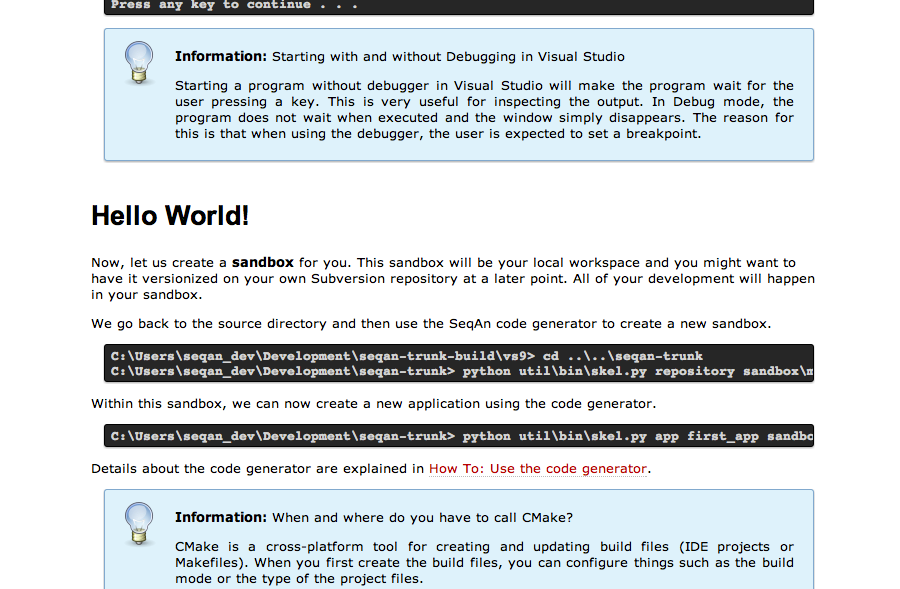 Press any key to continue . . .
Information: Starting with and without Debugging in Visual Studio
Starting a program without debugger in Visual Studio will make the program wait for the
user pressing a key. This is very useful for inspecting the output. In Debug mode, the
program does not wait when executed and the window simply disappears. The reason for
this is that when using the debugger, the user is expected to set a breakpoint.
Hello World!
Now, let us create a sandbox for you. This sandbox will be your local workspace and you might want to
have it versionized on your own Subversion repository at a later point. All of your development will happen
in your sandbox.
We go back to the source directory and then use the SeqAn code generator to create a new sandbox.
C:\Users\seqan_dev\Development\seqan-trunk-build\vs9> cd ..\..\seqan-trunk
C:\Users\seqan_dev\Development\seqan-trunk> python util\bin\skel.py repository sandbox\m
Within this sandbox, we can now create a new application using the code generator.
C:\Users\seqan_dev\Development\seqan-trunk> python util\bin\skel.py app first_app sandbo
Details about the code generator are explained in How To: Use the code generator.
Information: When and where do you have to call CMake?
CMake is a cross-platform tool for creating and updating build files (IDE projects or
Makefiles). When you first create the build files, you can configure things such as the build
mode or the type of the project files.